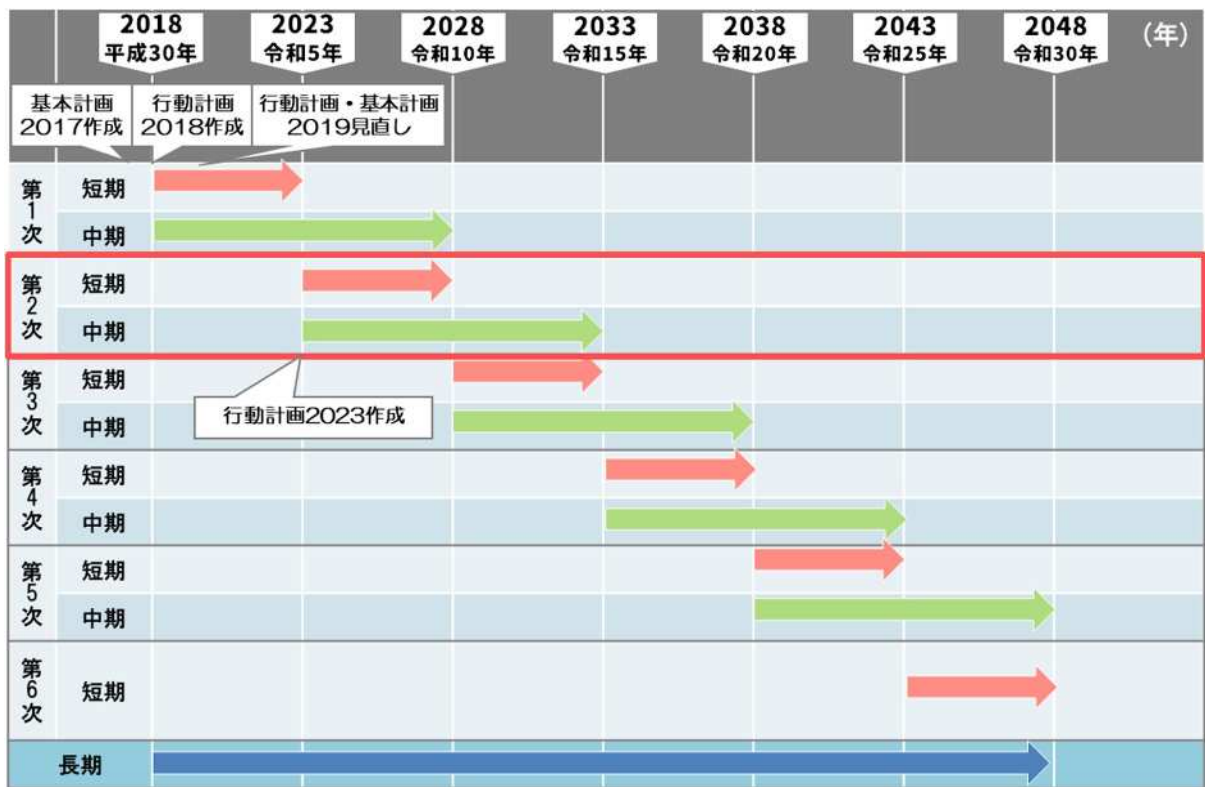 2018
平成30年
2023
令和5年
2028
令和10年
2033
令和15年
2038
令和20年
2043
令和25年
2048
令和30年
(年)
基本計画
2017作成
行動計画
2018作成
行動計画・基本計画
2019見直し
第1次
短期
中期
第2次
短期
中期
行動計画2023作成
第3次
短期
中期
第4次
短期
中期
第5次
短期
中期
第6次
短期
長期